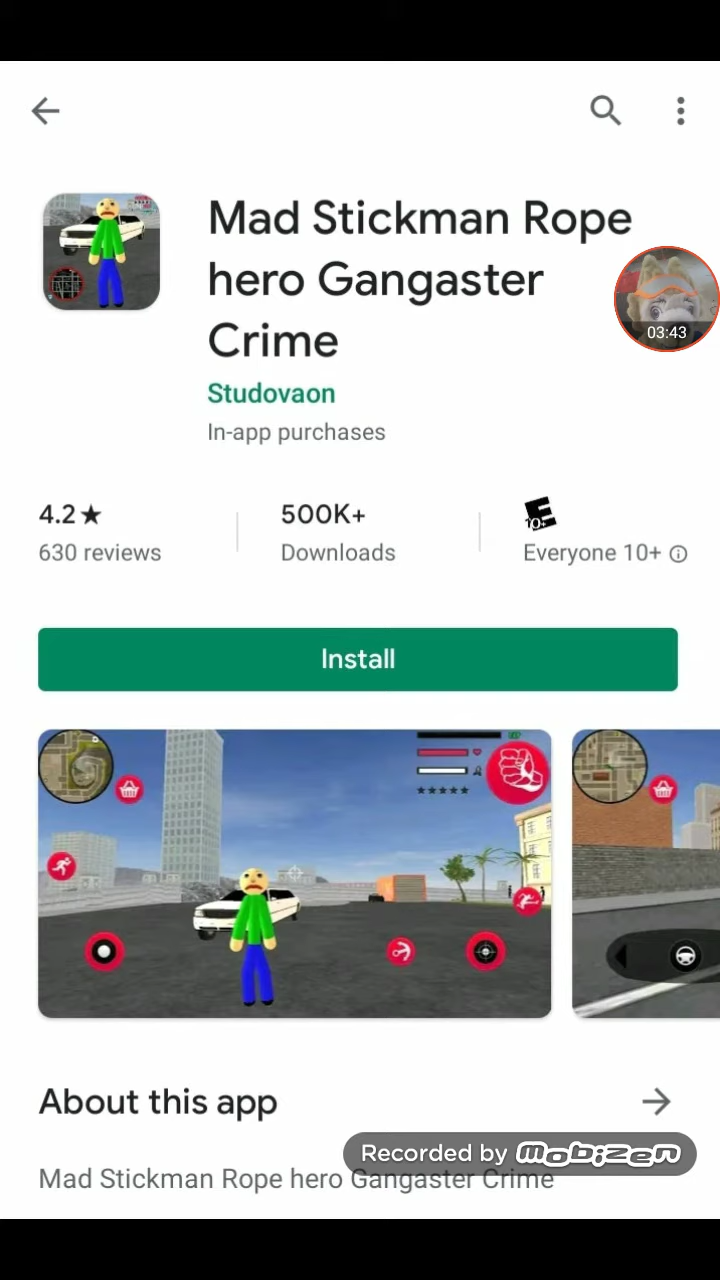 Mad Stickman Rope
hero Gangaster
Crime
03:43
Studovaon
In-app purchases
4.2★
500K+
630 reviews
Downloads
Everyone 10+
Install
About this app
Recorded by mobizen
Mad Stickman Rope hero Gangaster Crime